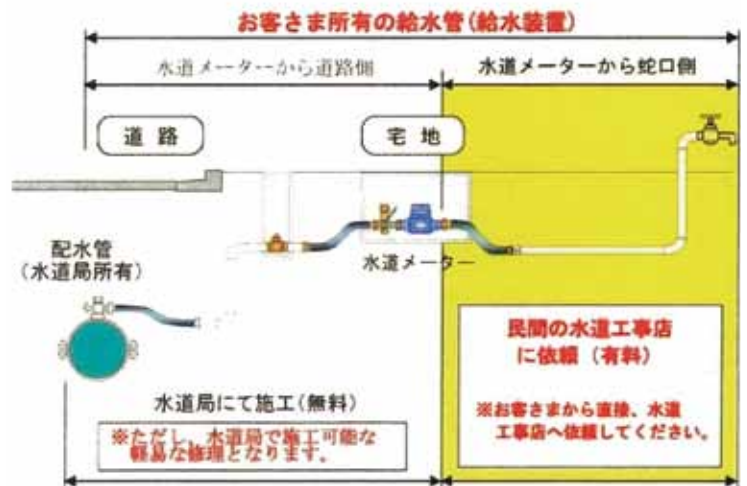 お客さま所有の給水管(給水装置)
水道メーターから道路側
水道メーターから蛇口側
道路
宅地
配水管
(水道局所有)
水道メーター
民間の水道工事店
に依頼(有料)
※お客さまから直接、水道
工事店へ依頼してください。
水道局にて施工(無料)
※ただし、水道局で施工可能な
軽易な修理となります。